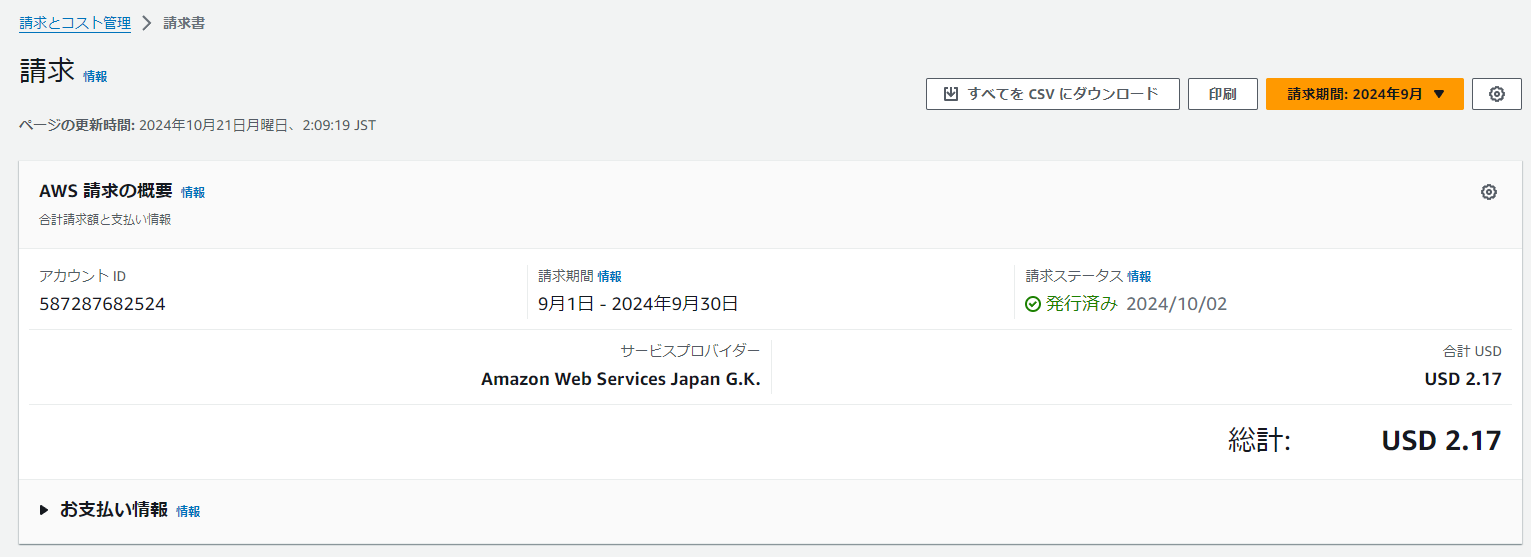 請求とコスト管理 > 請求書
請求 情報
すべてを CSV にダウンロード 印刷 請求期間: 2024年9月 ▼
ページの更新時間: 2024年10月21日月曜日、2:09:19 JST
AWS 請求の概要 情報
合計請求額と支払い情報
アカウント ID
587287682524
請求期間 情報
9月1日 - 2024年9月30日
請求ステータス 情報
発行済み 2024/10/02
サービスプロバイダー
Amazon Web Services Japan G.K.
合計 USD
USD 2.17
総計: USD 2.17
お支払い情報 情報